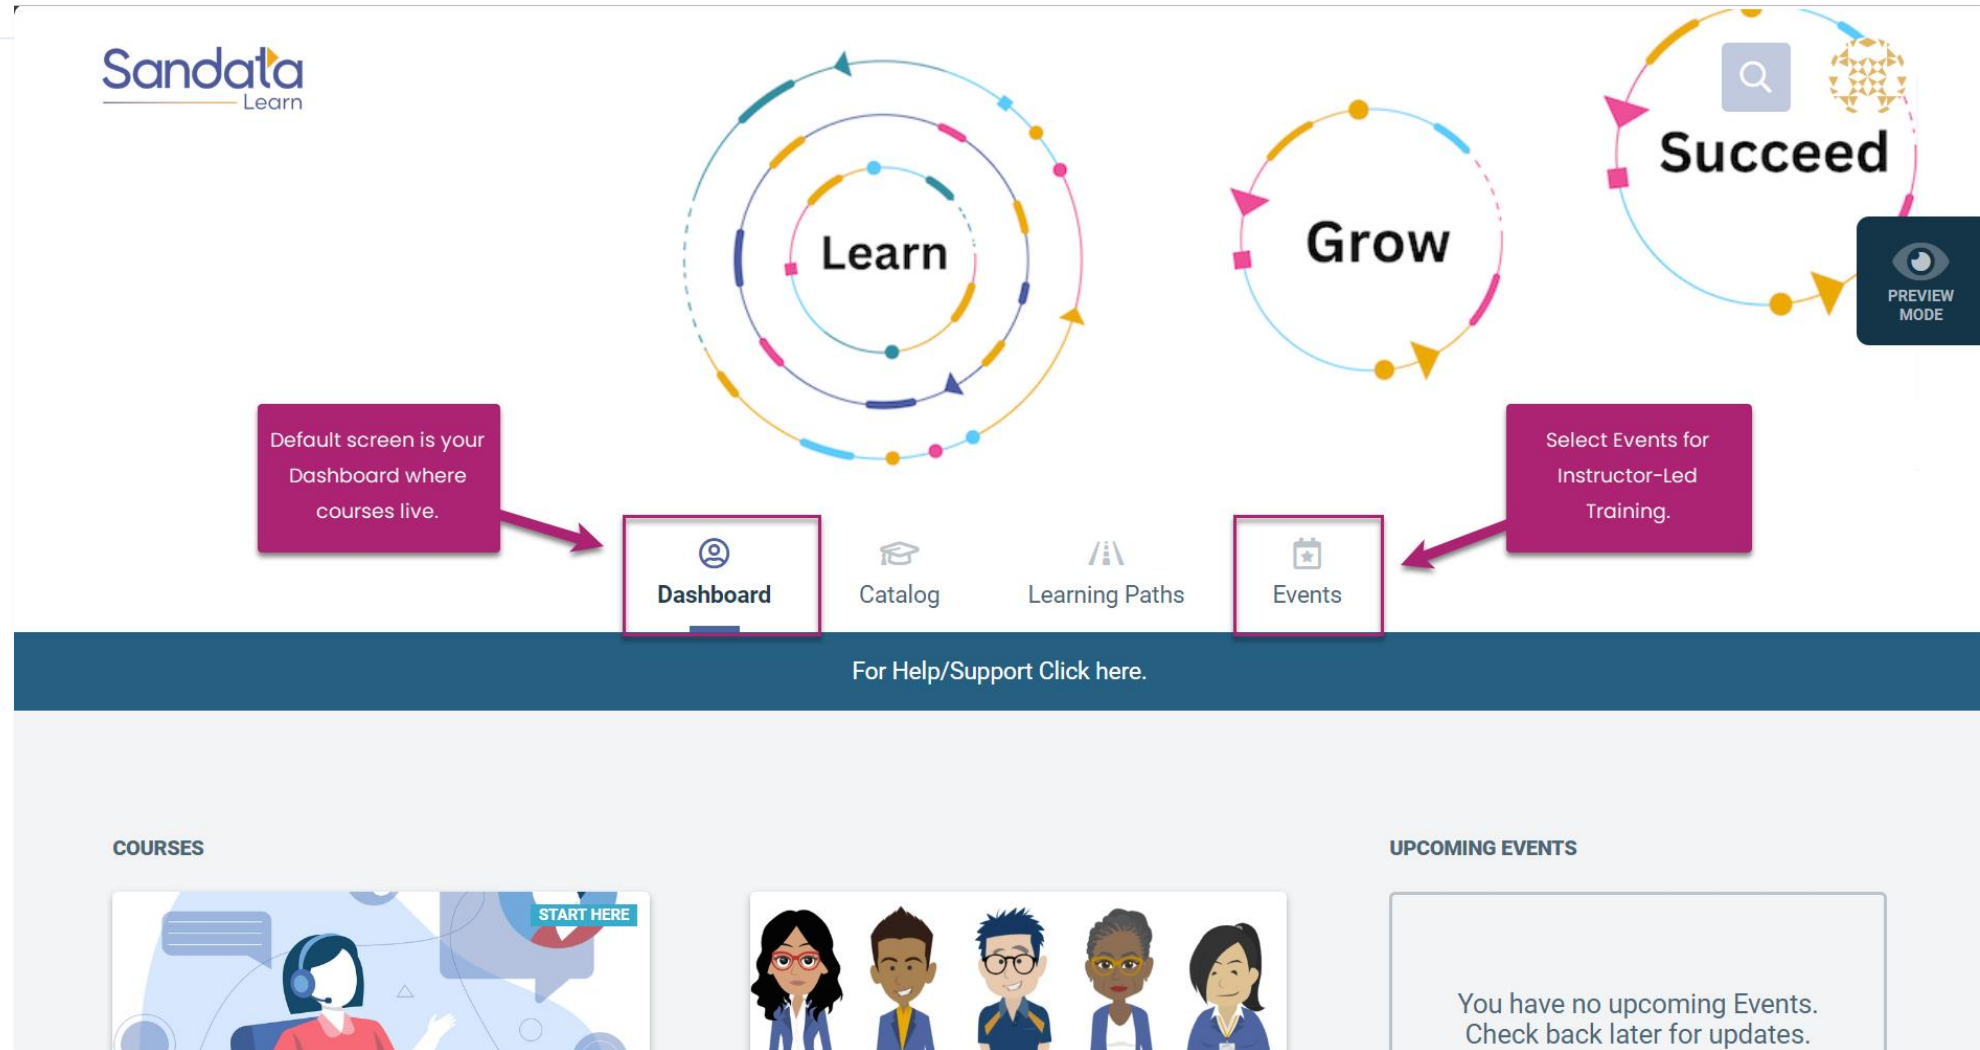 Sandata
Learn
Learn
Grow
Succeed
PREVIEW
MODE
Default screen is your
Dashboard where
courses live.
Select Events for
Instructor-Led
Training.
Dashboard
Catalog
Learning Paths
Events
For Help/Support Click here.
COURSES
UPCOMING EVENTS
START HERE
You have no upcoming Events.
Check back later for updates.